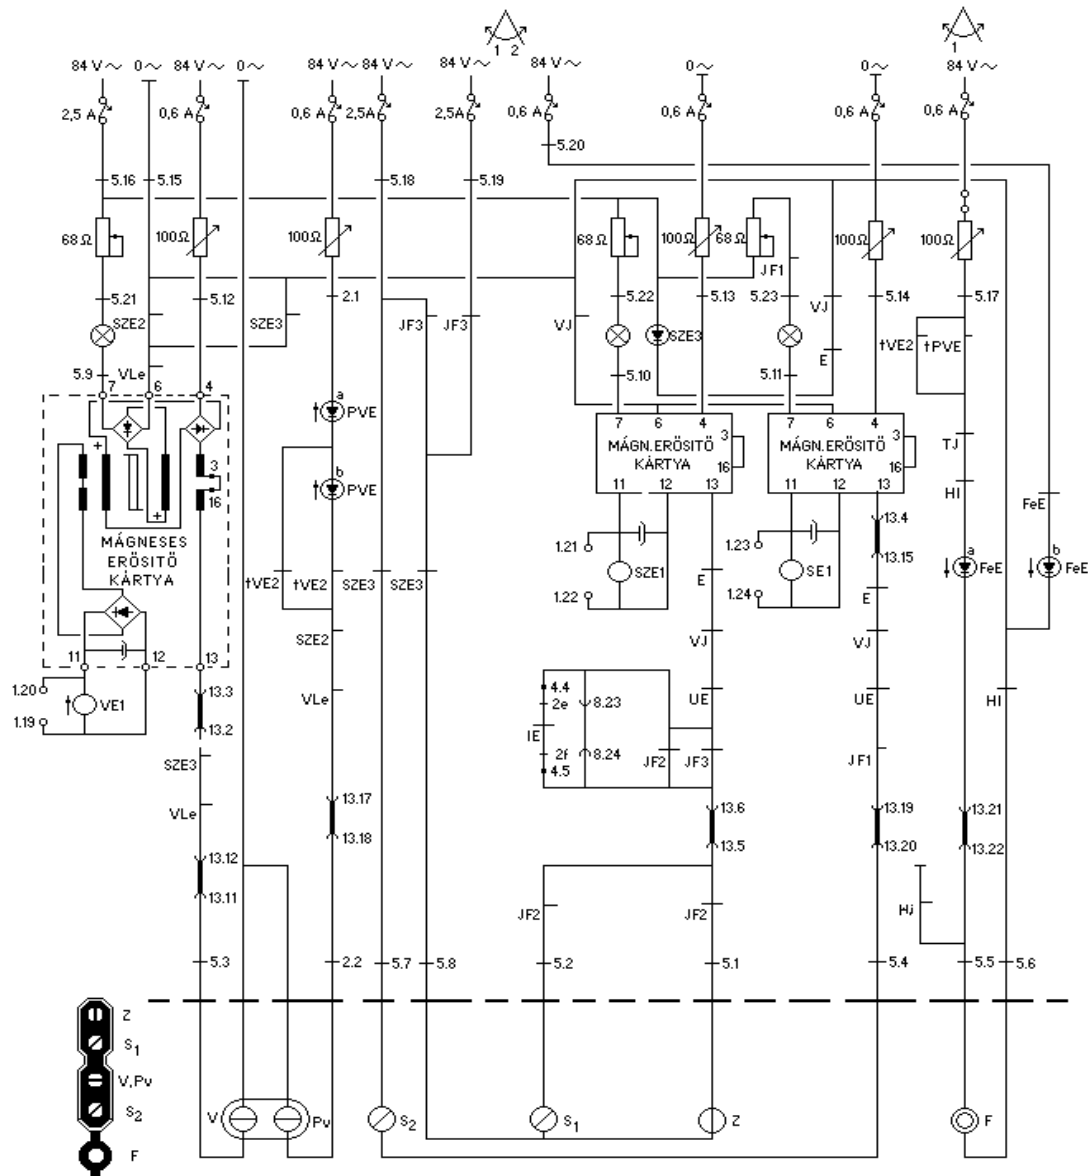 1 2
1
84 V~ 0~ 84 V~ 0~ 84 V~ 84 V~ 84 V~ 84 V~ 0~ 0~ 84 V~
2,5 A 0,6 A 0,6 A 2,5A 2,5A 0,6 A 0,6 A 0,6 A 0,6 A
5.20
5.16 5.15 5.18 5.19
68Ω 100Ω 100Ω 68Ω 100Ω 68Ω 100Ω 100Ω
JF1
5.21 5.12 2.1 5.22 5.13 5.23 5.14 5.17
VJ
SZE2 SZE3 JF3 JF3 VJ SZE3 tVE2 tPVE
E
5.9 VLe 5.10 5.11
7 6 4
a PVE
7 6 4 7 6 4
MÁGN.ERŐSITŐ KÁRTYA 3 16
MÁGN.ERŐSITŐ KÁRTYA 3 16
TJ
+ 3
b PVE
11 12 13 11 12 13
HI
16
+
FeE
MÁGNESES
ERŐSITŐ
KÁRTYA
13.4
1.21 1.23 13.15
tVE2 tVE2 SZE3 SZE3 SZE1 SE1 a FeE b FeE
E
1.22 1.24 E
SZE2 VJ VJ
11 12 13
1.20 13.3 4.4
VLe 2e 8.23 UE UE HI
VE1
1.19 13.2 IE
2f 8.24 JF2 JF3 JF1
SZE3 4.5
13.17 13.6 13.19 13.21
VLe
13.18 13.5 13.20 13.22
13.12
13.11
JF2 JF2 HJ
5.3 2.2 5.7 5.8 5.2 5.1 5.4 5.5 5.6
Z
S1
V,Pv
S2
F
V Pv S2 S1 Z F